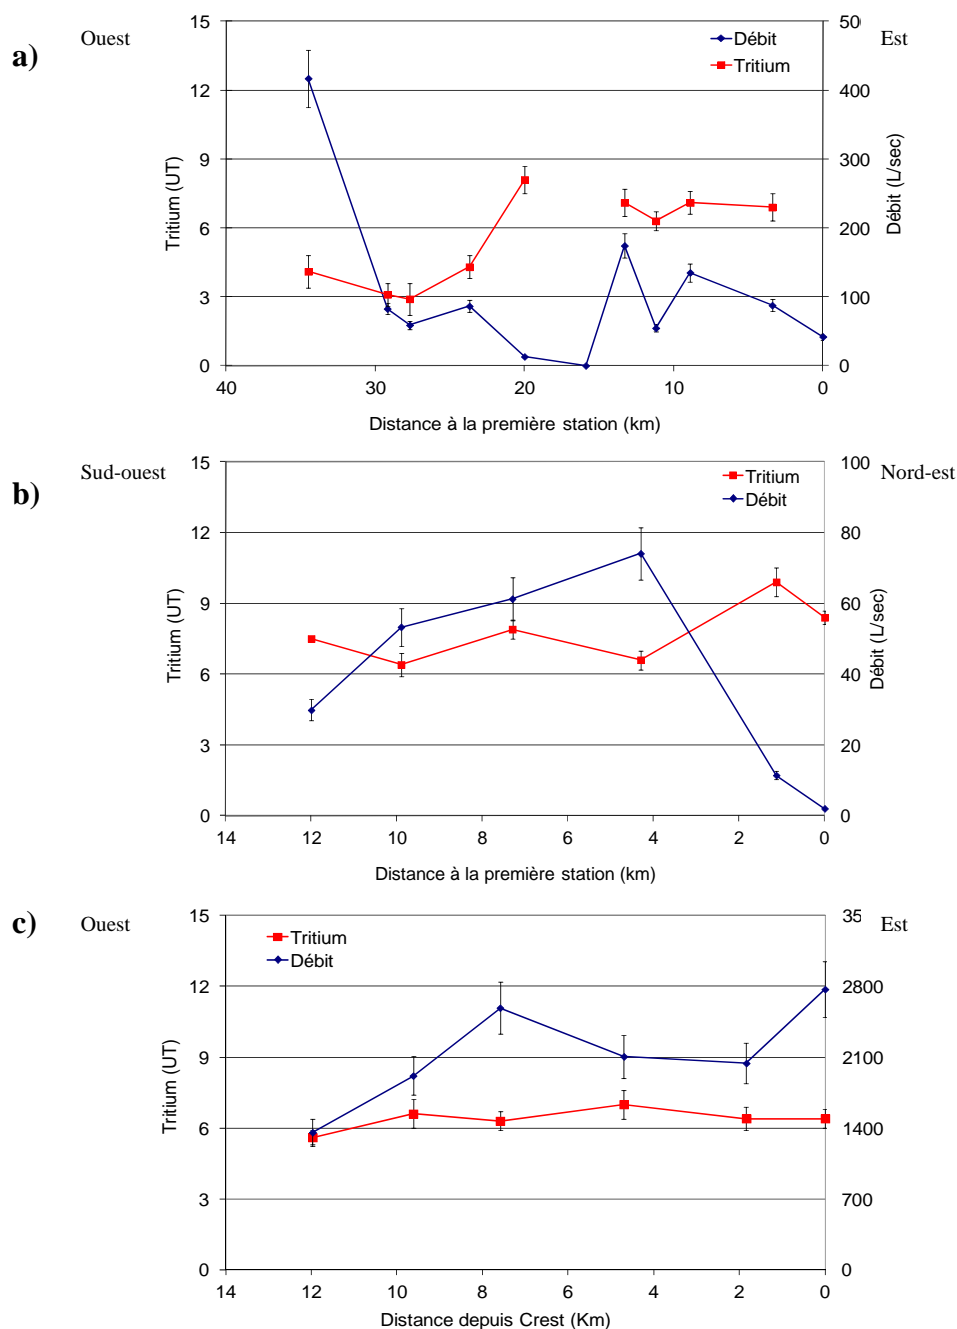 a)
Ouest
Est
Débit
Tritium
15
12
9
6
3
0
Tritium (UT)
50
400
300
200
100
0
Débit (L/sec)
40
30
20
10
0
Distance à la première station (km)
b)
Sud-ouest
Nord-est
Tritium
Débit
15
12
9
6
3
0
Tritium (UT)
100
80
60
40
20
0
Débit (L/sec)
14
12
10
8
6
4
2
0
Distance à la première station (km)
c)
Ouest
Est
Tritium
Débit
15
12
9
6
3
0
Tritium (UT)
35
2800
2100
1400
700
0
14
12
10
8
6
4
2
0
Distance depuis Crest (Km)